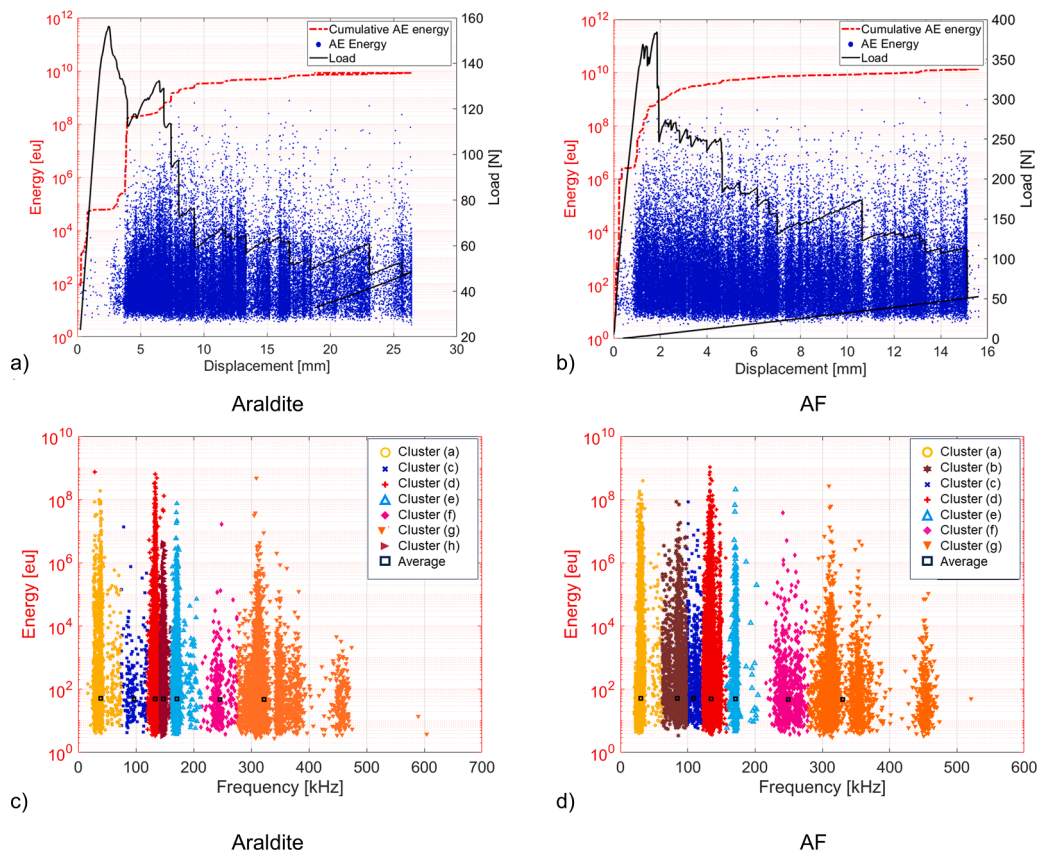 10^12
10^10
10^8
10^6
10^4
10^2
10^0
Energy [eu]
Cumulative AE energy
AE Energy
Load
160
140
120
100
80
60
40
20
Load [N]
0 5 10 15 20 25 30
Displacement [mm]
a)
Araldite
10^12
10^10
10^8
10^6
10^4
10^2
10^0
Energy [eu]
Cumulative AE energy
AE Energy
Load
400
350
300
250
200
150
100
50
0
Load [N]
0 2 4 6 8 10 12 14 16
Displacement [mm]
b)
AF
10^10
10^8
10^6
10^4
10^2
10^0
Energy [eu]
Cluster (a)
Cluster (c)
Cluster (d)
Cluster (e)
Cluster (f)
Cluster (g)
Cluster (h)
Average
0 100 200 300 400 500 600 700
Frequency [kHz]
c)
Araldite
10^10
10^8
10^6
10^4
10^2
10^0
Energy [eu]
Cluster (a)
Cluster (b)
Cluster (c)
Cluster (d)
Cluster (e)
Cluster (f)
Cluster (g)
Average
0 100 200 300 400 500 600
Frequency [kHz]
d)
AF